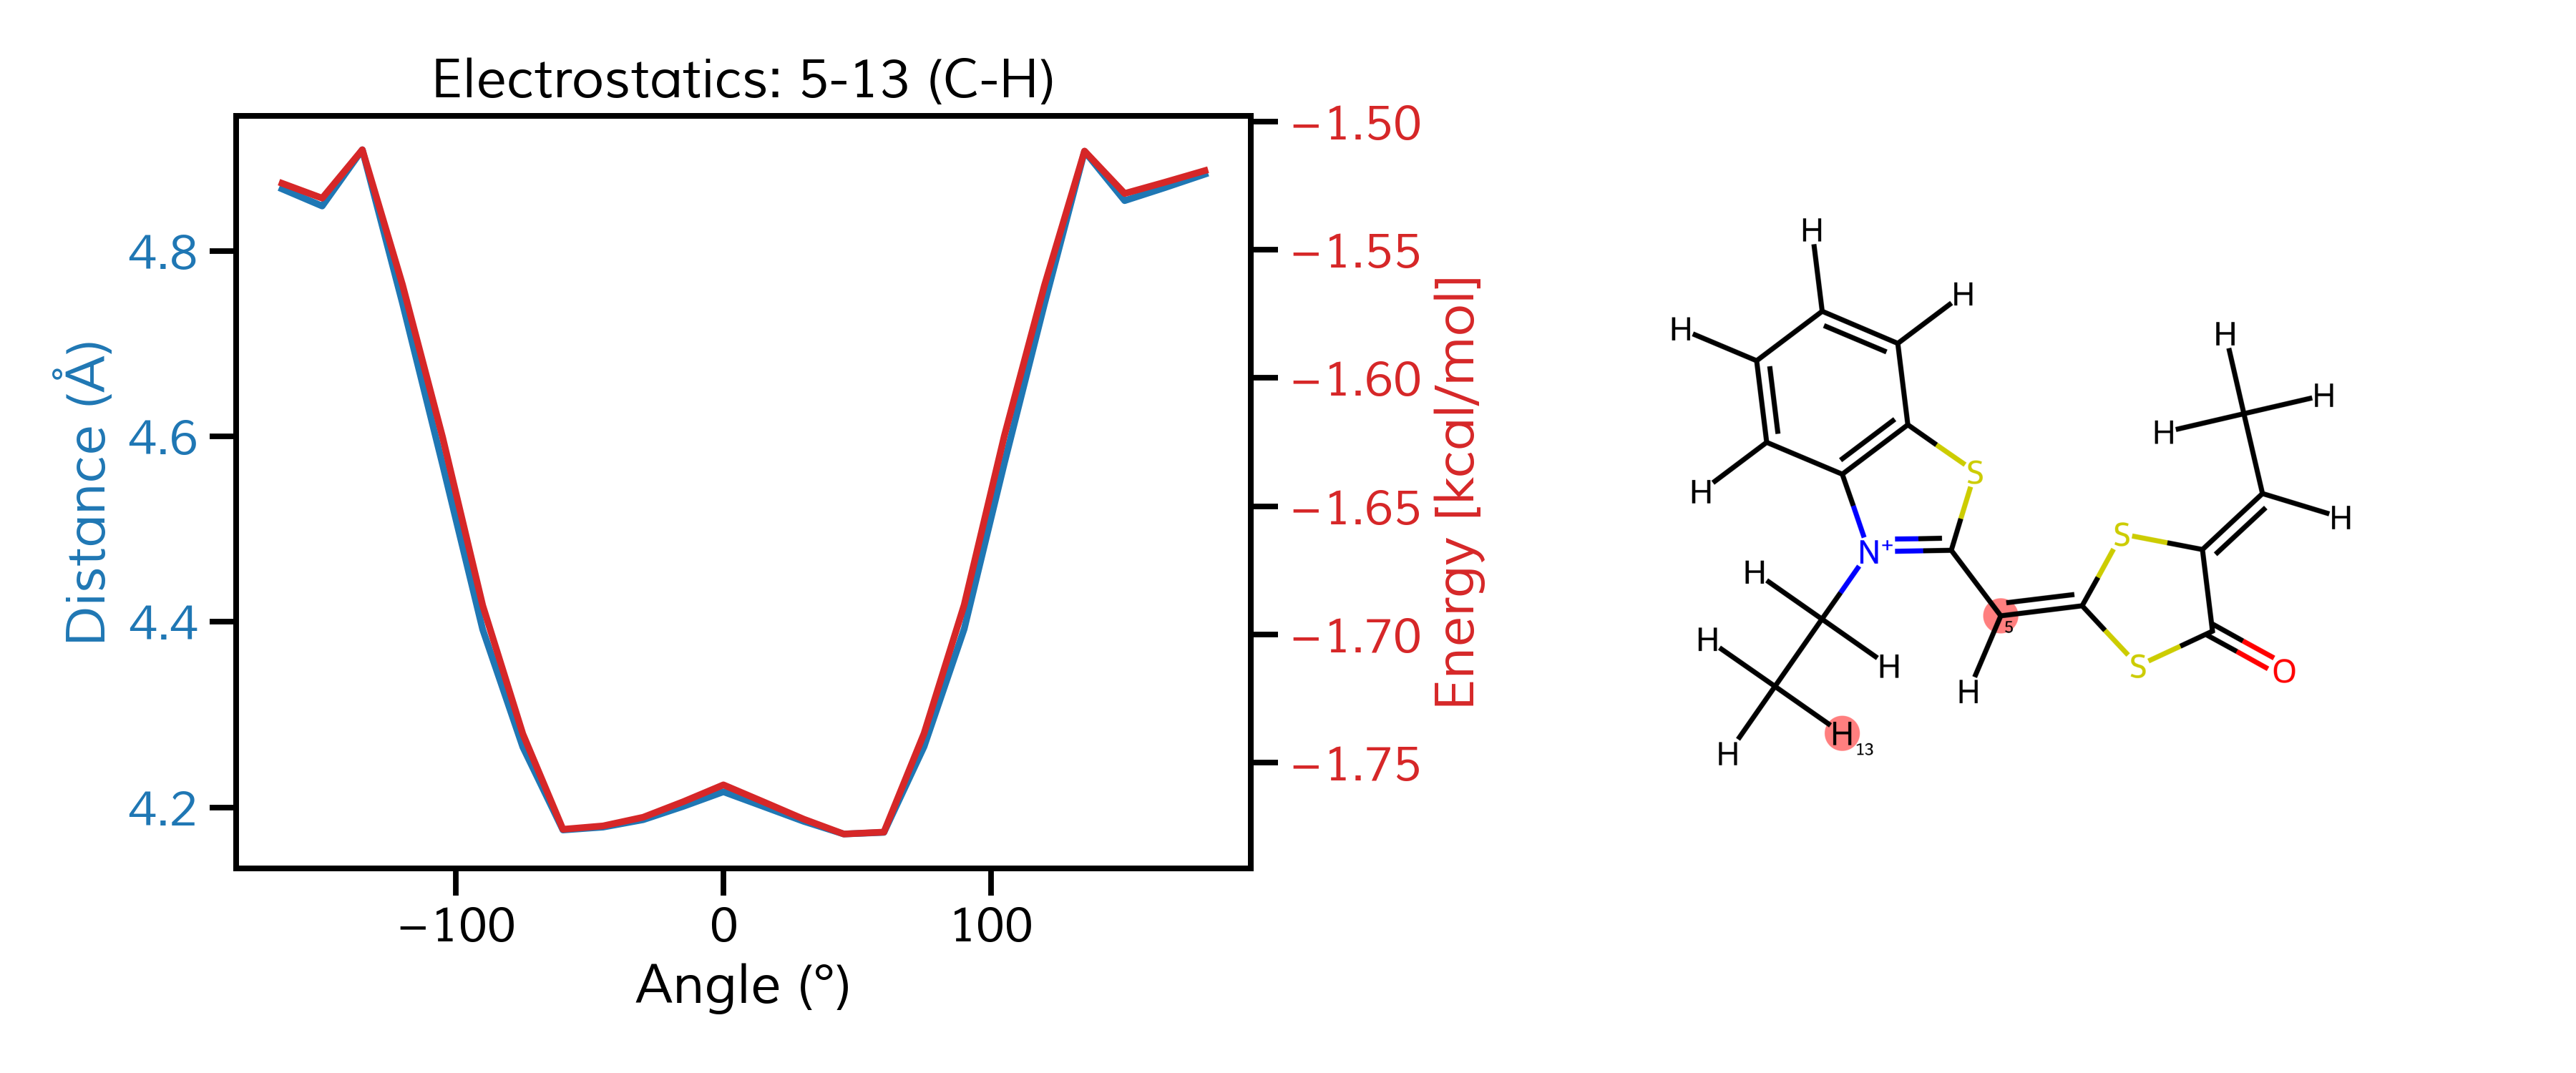 Electrostatics: 5-13 (C-H)
Distance (Å)
4.8
4.6
4.4
4.2
−1.50
−1.55
−1.60
−1.65
−1.70
−1.75
Energy [kcal/mol]
−100
0
100
Angle (°)
H
H
H
H
H
H
H
S
S
H
N+
H
H
5
H
S
O
H
H
H 13
H